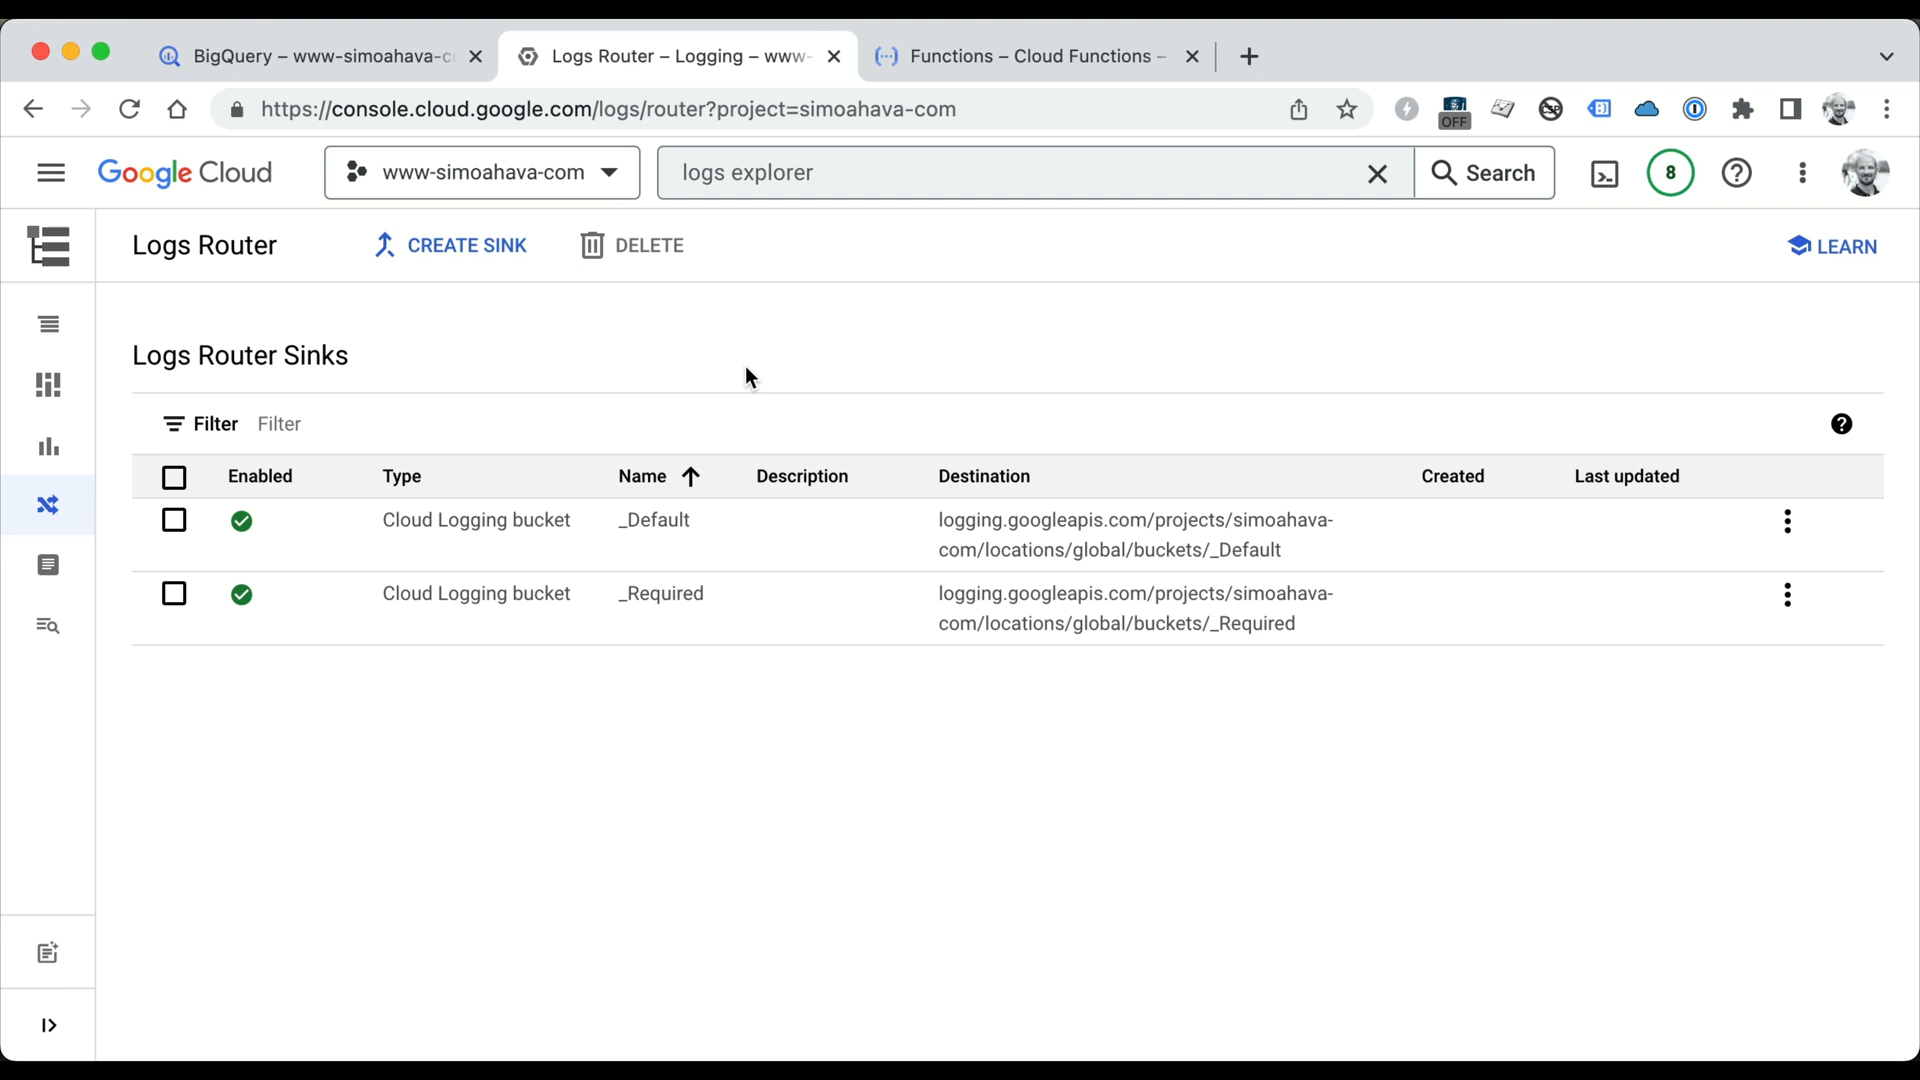 BigQuery – www-simoahava-c
Logs Router – Logging – www-
Functions – Cloud Functions –
https://console.cloud.google.com/logs/router?project=simoahava-com
OFF
Google Cloud
www-simoahava-com
logs explorer
Search
8
Logs Router
CREATE SINK
DELETE
LEARN
Logs Router Sinks
Filter Filter
Enabled Type Name Description Destination Created Last updated
Cloud Logging bucket _Default logging.googleapis.com/projects/simoahava-
com/locations/global/buckets/_Default
Cloud Logging bucket _Required logging.googleapis.com/projects/simoahava-
com/locations/global/buckets/_Required